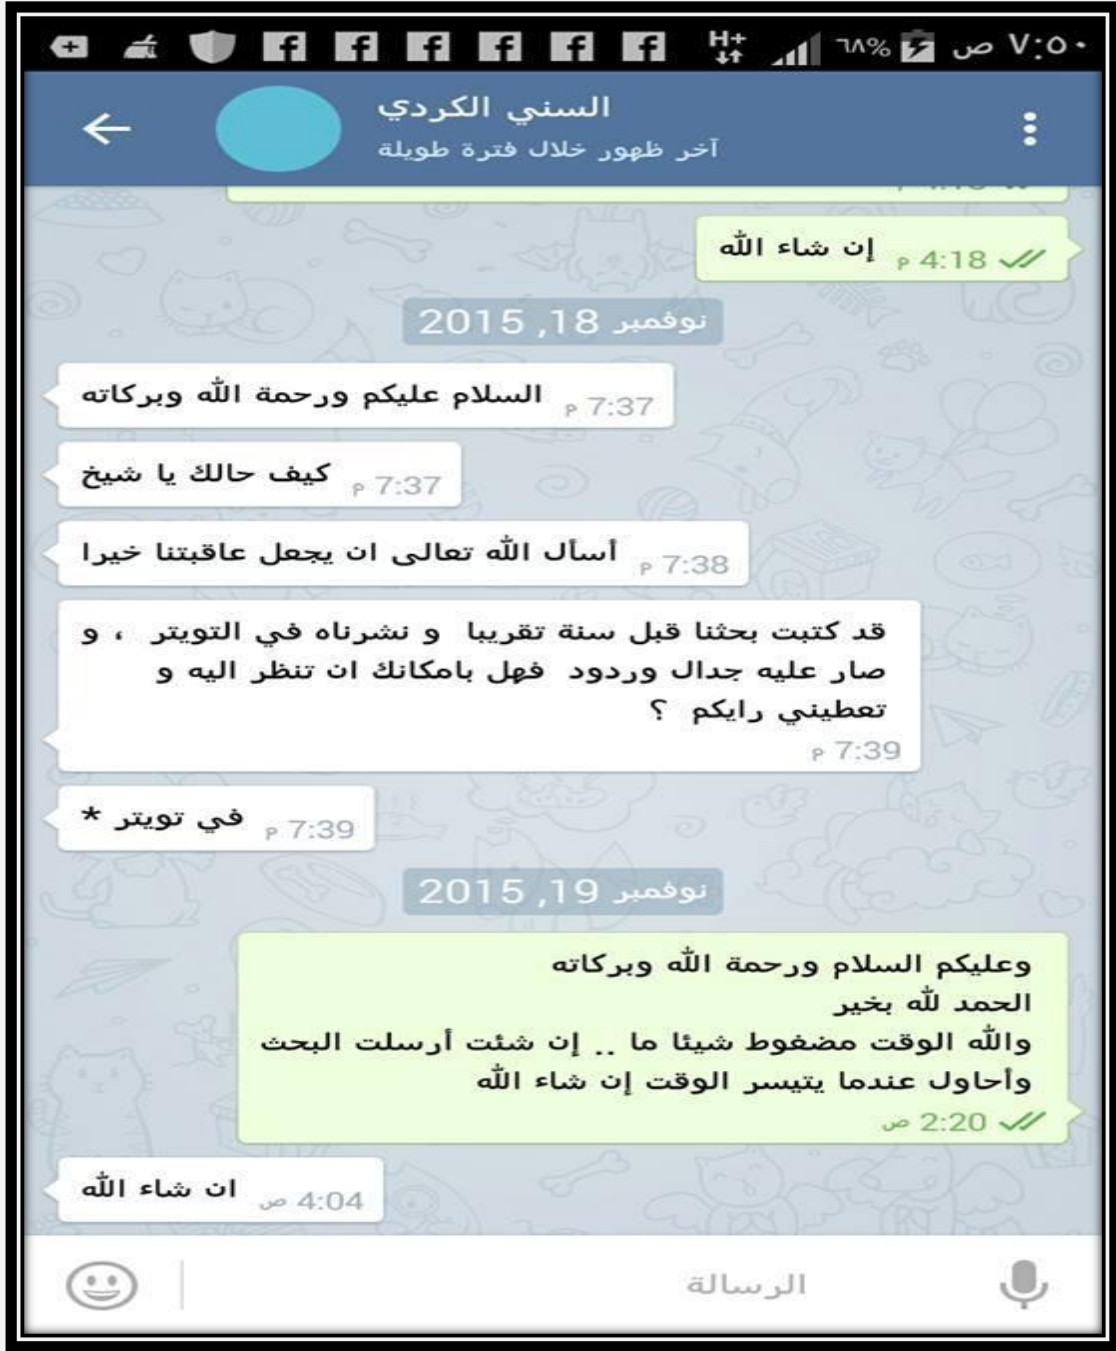 ٧:٥٠ ص ٦٨% H+
السني الكردي
آخر ظهور خلال فترة طويلة
إن شاء الله
4:18 م
نوفمبر 18, 2015
السلام عليكم ورحمة الله وبركاته
7:37 م
كيف حالك يا شيخ
7:37 م
أسأل الله تعالى ان يجعل عاقبتنا خيرا
7:38 م
قد كتبت بحثنا قبل سنة تقريبا و نشرناه في التويتر ، و
صار عليه جدال وردود فهل بامكانك ان تنظر اليه و
تعطيني رايكم ؟
7:39 م
في تويتر *
7:39 م
نوفمبر 19, 2015
وعليكم السلام ورحمة الله وبركاته
الحمد لله بخير
والله الوقت مضغوط شيئا ما .. إن شئت أرسلت البحث
وأحاول عندما يتيسر الوقت إن شاء الله
2:20 ص
ان شاء الله
4:04 ص
الرسالة